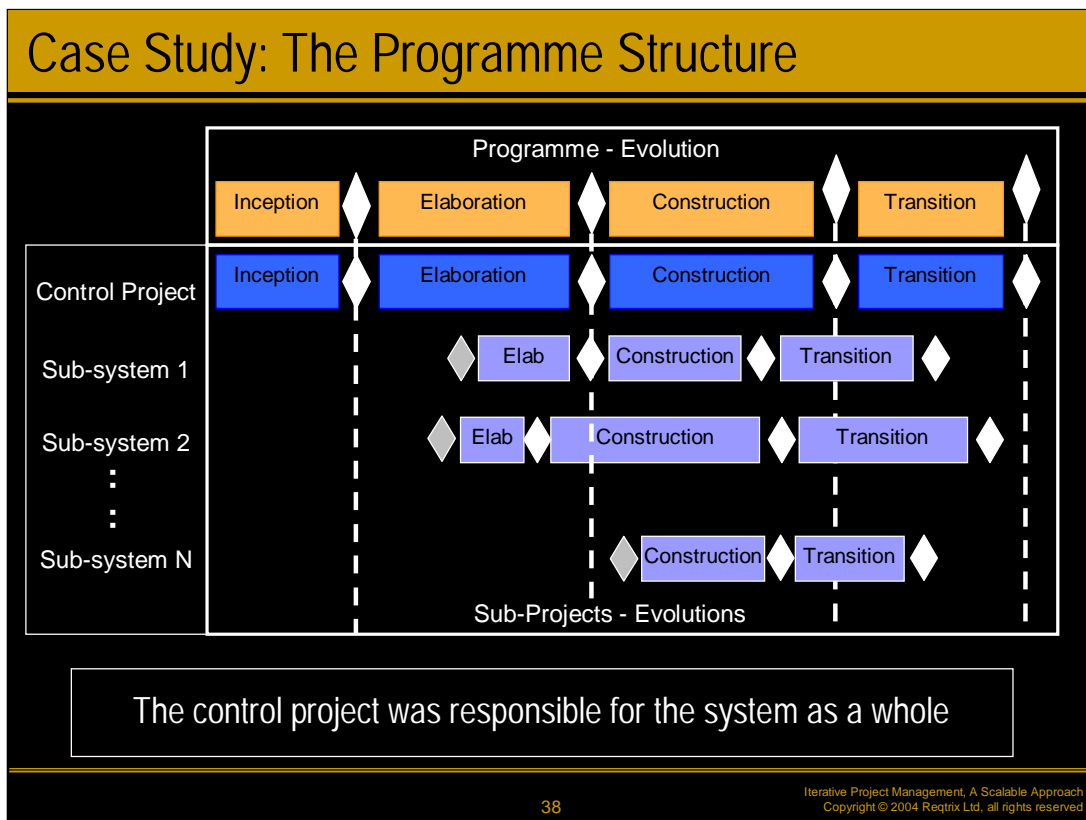 Case Study: The Programme Structure
Programme - Evolution
Inception Elaboration Construction Transition
Control Project Inception Elaboration Construction Transition
Sub-system 1 Elab Construction Transition
Sub-system 2 Elab Construction Transition
:
:
Sub-system N Construction Transition
Sub-Projects - Evolutions
The control project was responsible for the system as a whole
38
Iterative Project Management, A Scalable Approach
Copyright © 2004 Reqtrix Ltd, all rights reserved